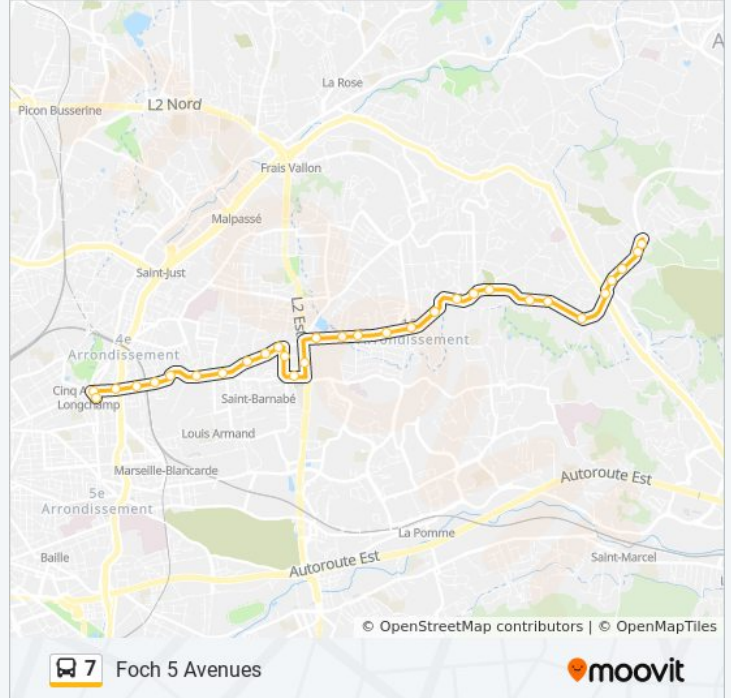 A
La Rose
L2 Nord
Picon Busserine
Frais Vallon
Malpassé
Saint-Just
L2 Est
4e
Arrondissement
arrondissement
Cinq A
Longchamp
Saint-Barnabé
Louis Armand
Marseille-Blancarde
Autoroute Est
5e
Arrondissement
La Pomme
Baille
Saint-Marcel
Autoroute Est
© OpenStreetMap contributors | © OpenMapTiles
7 Foch 5 Avenues
moovit